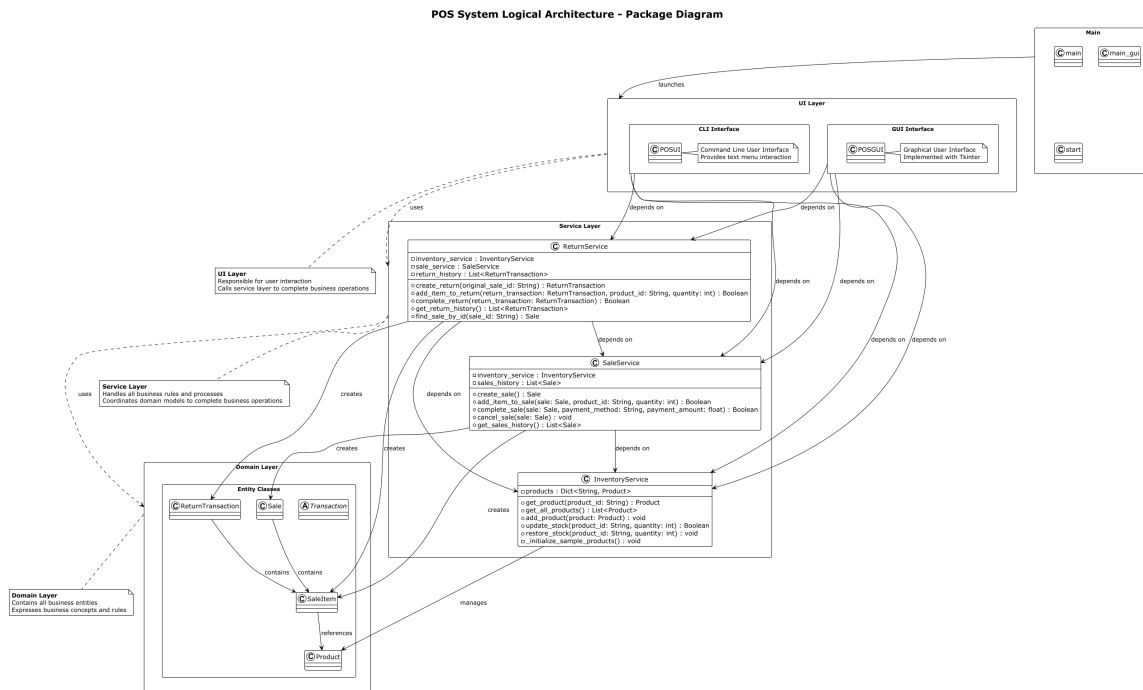 POS System Logical Architecture - Package Diagram
Main
C main
C main_gui
C start
launches
UI Layer
CLI Interface
C POSUI
Command Line User Interface
Provides text menu interaction
GUI Interface
C POSGUI
Graphical User Interface
Implemented with Tkinter
uses
depends on
depends on
Service Layer
C ReturnService
inventory_service : InventoryService
sale_service : SaleService
return_history : List<ReturnTransaction>
create_return(original_sale_id: String) : ReturnTransaction
add_item_to_return(return_transaction: ReturnTransaction, product_id: String, quantity: int) : Boolean
complete_return(return_transaction: ReturnTransaction) : Boolean
get_return_history() : List<ReturnTransaction>
find_sale_by_id(sale_id: String) : Sale
UI Layer
Responsible for user interaction
Calls service layer to complete business operations
depends on
depends on
depends on
depends on
depends on
C SaleService
inventory_service : InventoryService
sales_history : List<Sale>
create_sale() : Sale
add_item_to_sale(sale: Sale, product_id: String, quantity: int) : Boolean
complete_sale(sale: Sale, payment_method: String, payment_amount: float) : Boolean
cancel_sale(sale: Sale) : void
get_sales_history() : List<Sale>
Service Layer
Handles all business rules and processes
Coordinates domain models to complete business operations
uses
creates
depends on
creates
creates
depends on
Domain Layer
Entity Classes
C ReturnTransaction
C Sale
A Transaction
C InventoryService
products : Dict<String, Product>
get_product(product_id: String) : Product
get_all_products() : List<Product>
add_product(product: Product) : void
update_stock(product_id: String, quantity: int) : Boolean
restore_stock(product_id: String, quantity: int) : void
_initialize_sample_products() : void
creates
contains
contains
C SaleItem
manages
references
C Product
Domain Layer
Contains all business entities
Expresses business concepts and rules